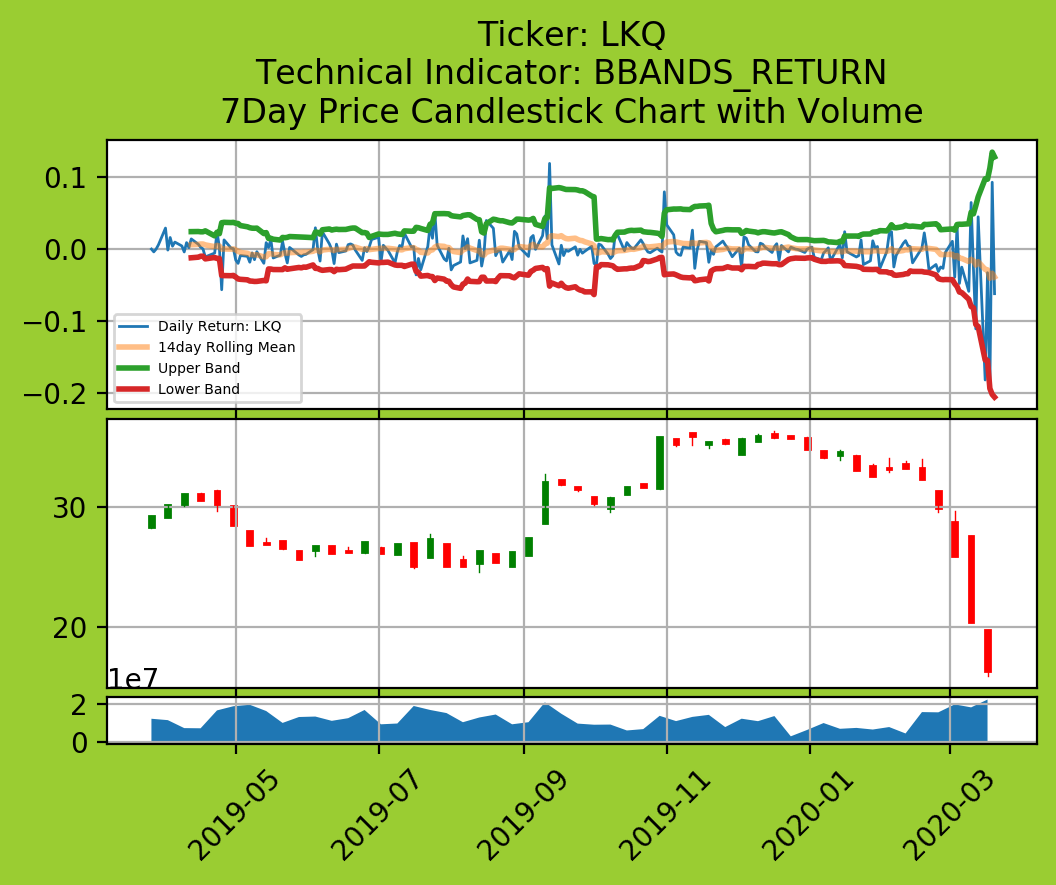 Ticker: LKQ
Technical Indicator: BBANDS_RETURN
7Day Price Candlestick Chart with Volume
0.1
0.0
−0.1
−0.2
Daily Return: LKQ
14day Rolling Mean
Upper Band
Lower Band
30
20
1e7
2
0
2019-05
2019-07
2019-09
2019-11
2020-01
2020-03